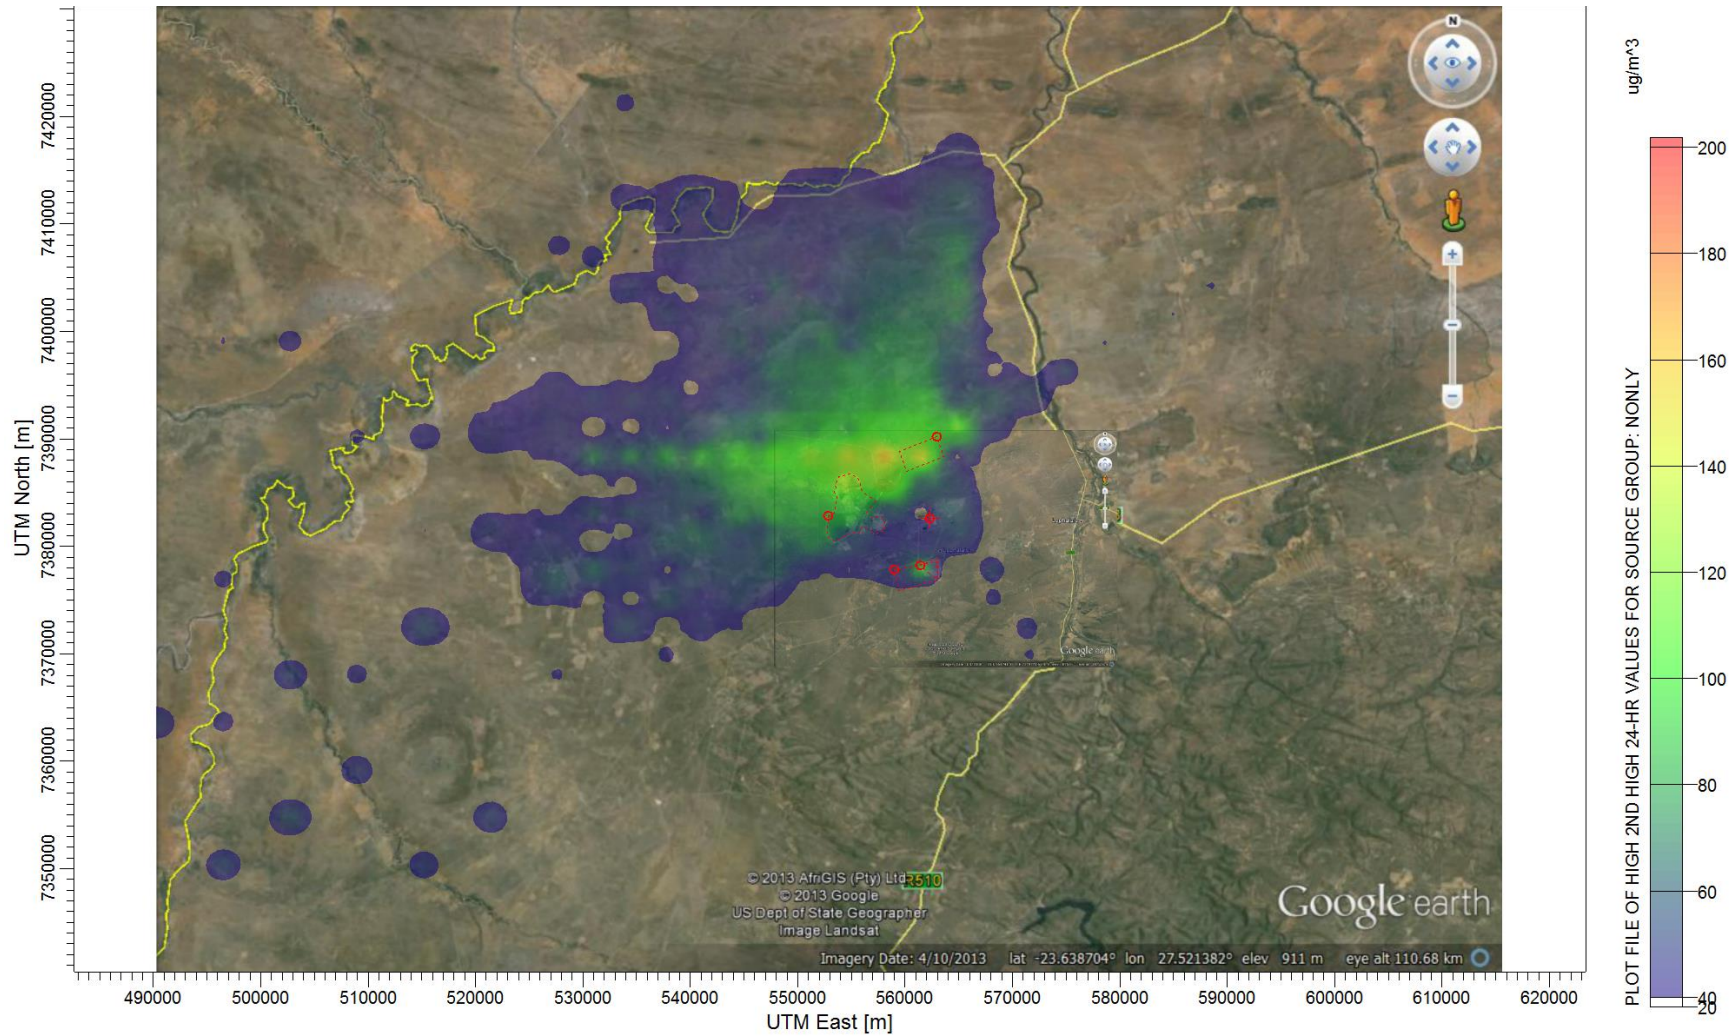 N
UTM North [m]
7420000
7410000
7400000
7390000
7380000
7370000
7360000
7350000
490000
500000
510000
520000
530000
540000
550000
560000
570000
580000
590000
600000
610000
620000
UTM East [m]
Google earth
© 2013 AfriGIS (Pty) Ltd
R510
© 2013 Google
US Dept of State Geographer
Image Landsat
Google earth
Imagery Date: 4/10/2013 lat -23.638704° lon 27.521382° elev 911 m eye alt 110.68 km
PLOT FILE OF HIGH 2ND HIGH 24-HR VALUES FOR SOURCE GROUP: NONLY
ug/m^3
200
180
160
140
120
100
80
60
40
20